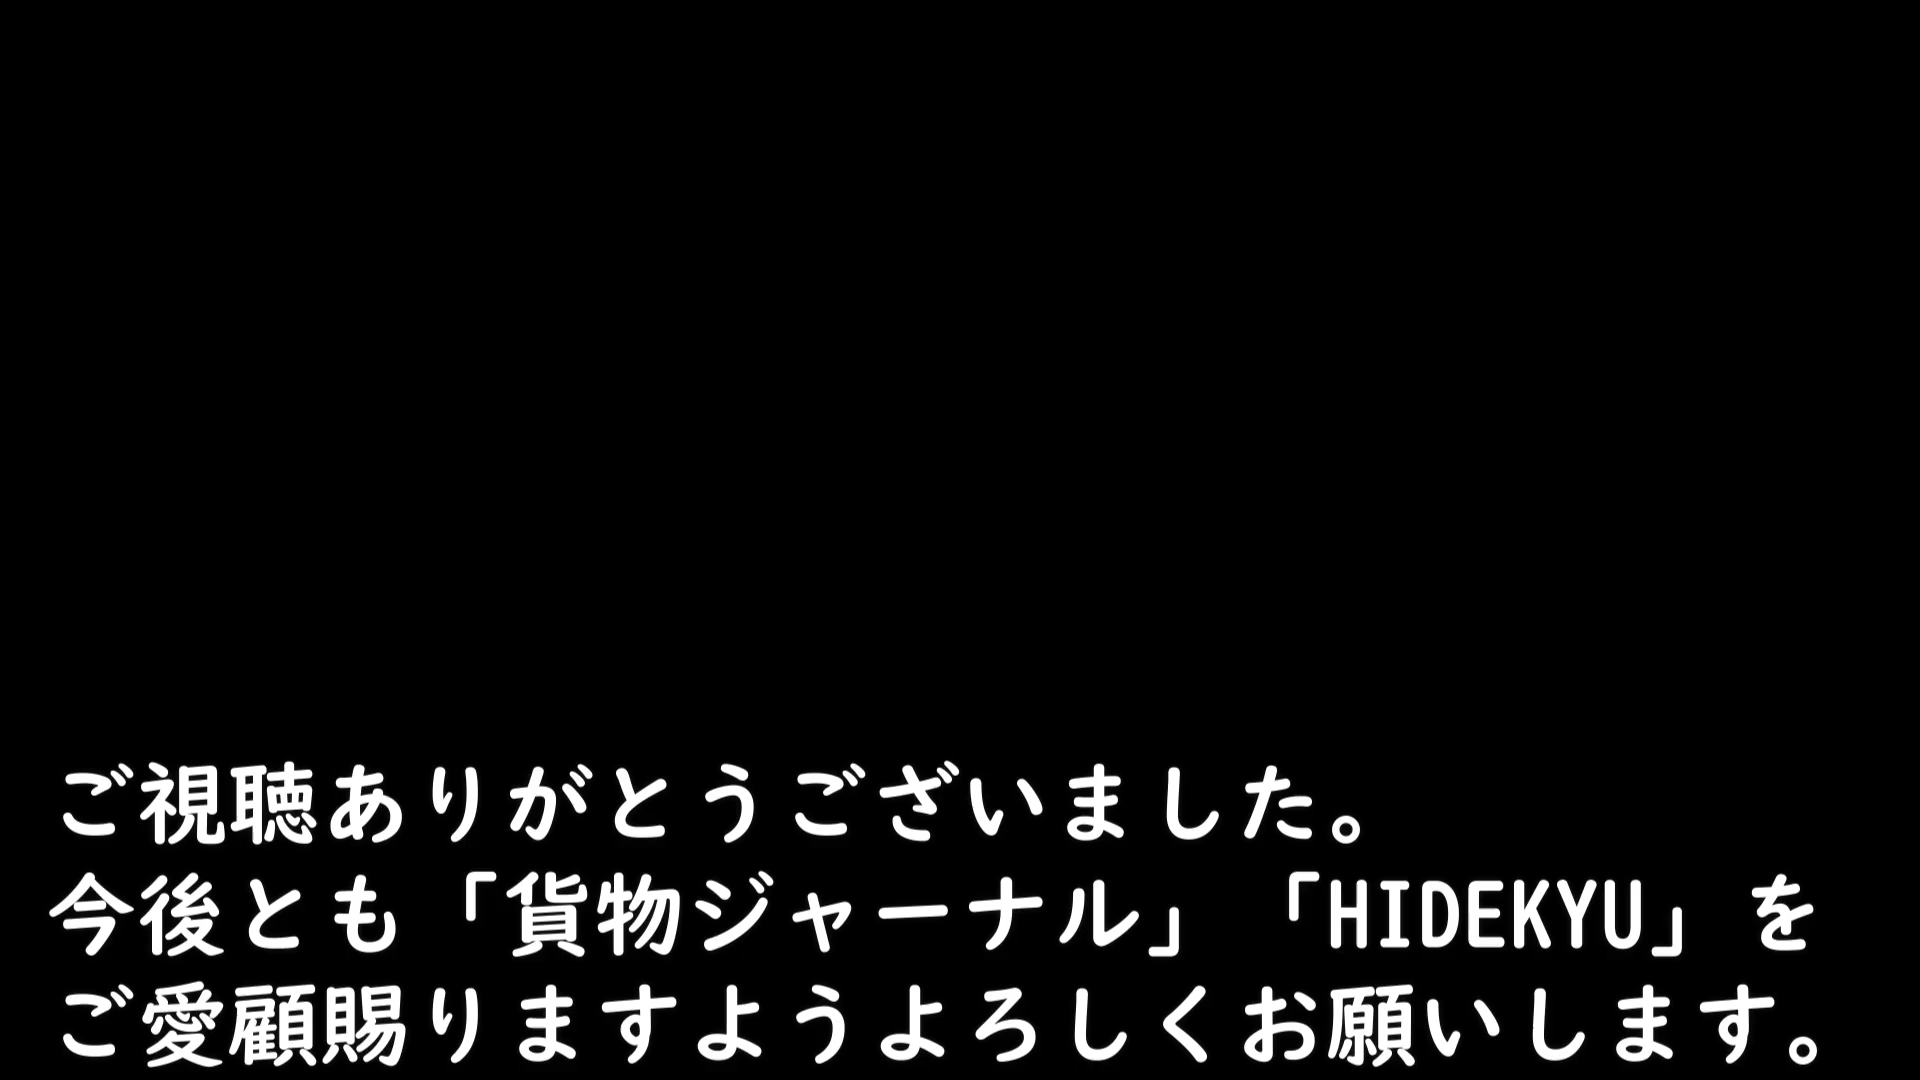 ご視聴ありがとうございました。
今後とも「貨物ジャーナル」「HIDEKYU」を
ご愛顧賜りますようよろしくお願いします。